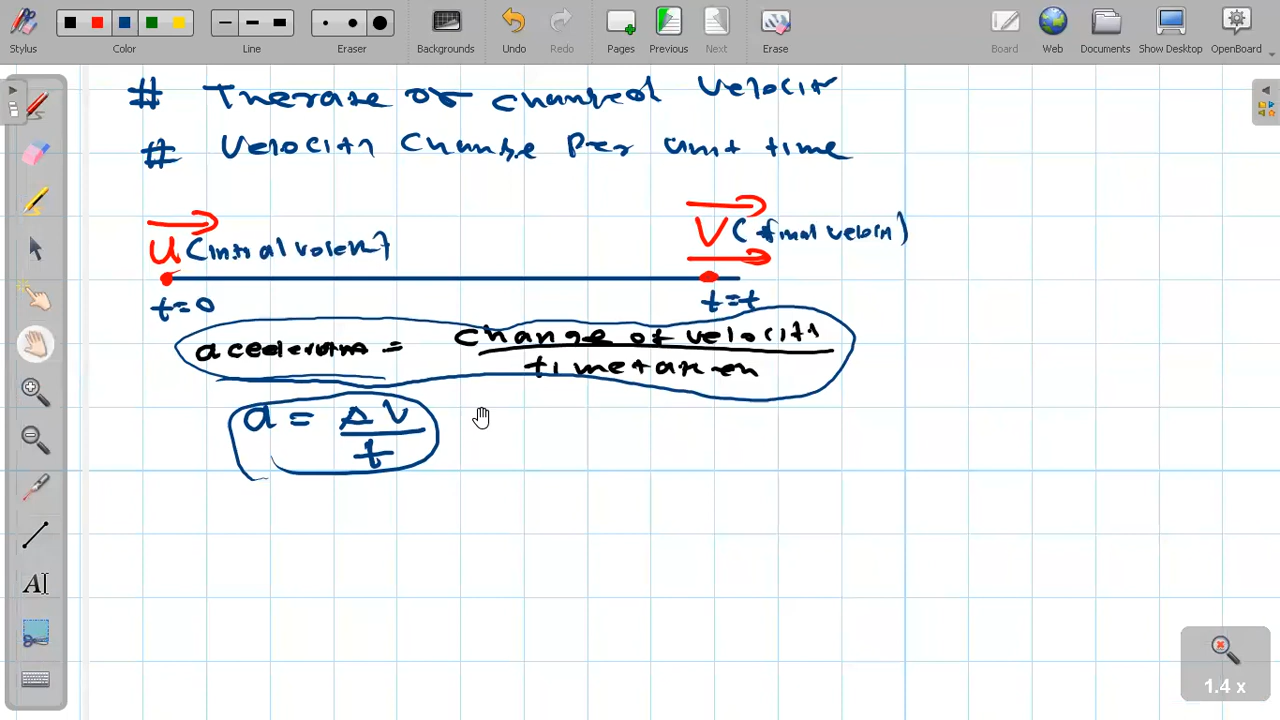 Stylus Color Line Eraser Backgrounds Undo Redo Pages Previous Next Erase Board Web Documents Show Desktop OpenBoard
# The rate of changed velocity
# Velocity Change Per unit time
u (initial velocity) V (final velocity)
t=0 t=t
acceleration = change of velocity
time taken
a = ΔV
t
1.4 x